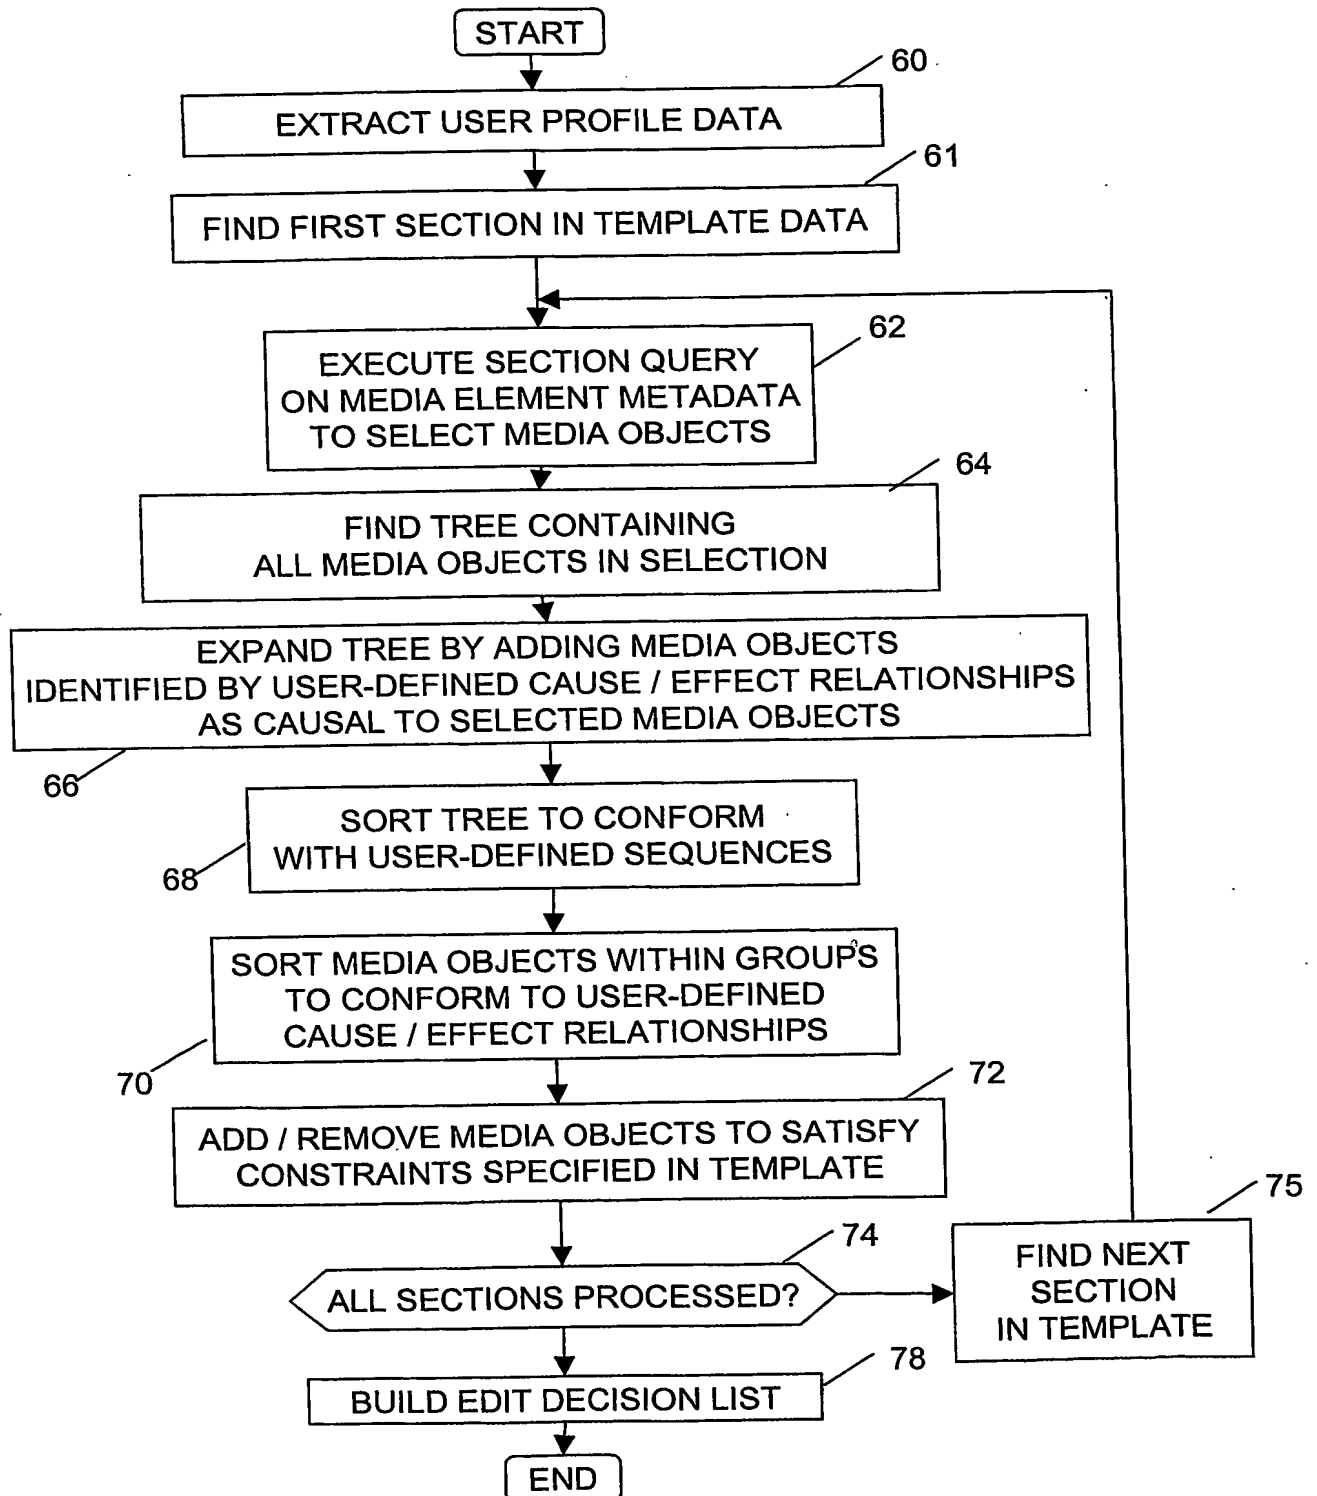 START
60
EXTRACT USER PROFILE DATA
61
FIND FIRST SECTION IN TEMPLATE DATA
62
EXECUTE SECTION QUERY
ON MEDIA ELEMENT METADATA
TO SELECT MEDIA OBJECTS
64
FIND TREE CONTAINING
ALL MEDIA OBJECTS IN SELECTION
EXPAND TREE BY ADDING MEDIA OBJECTS
IDENTIFIED BY USER-DEFINED CAUSE / EFFECT RELATIONSHIPS
AS CAUSAL TO SELECTED MEDIA OBJECTS
66
SORT TREE TO CONFORM
WITH USER-DEFINED SEQUENCES
68
SORT MEDIA OBJECTS WITHIN GROUPS
TO CONFORM TO USER-DEFINED
CAUSE / EFFECT RELATIONSHIPS
70
72
ADD / REMOVE MEDIA OBJECTS TO SATISFY
CONSTRAINTS SPECIFIED IN TEMPLATE
74
ALL SECTIONS PROCESSED?
75
FIND NEXT
SECTION
IN TEMPLATE
78
BUILD EDIT DECISION LIST
END